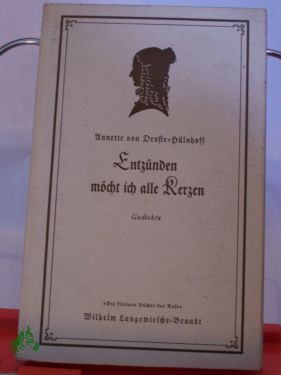 Annette von Droste-Hülshoff
Entzünden
möcht ich alle Kerzen
Gedichte
»Die kleinen Bücher der Rose«
Wilhelm Langewiesche-Brandt